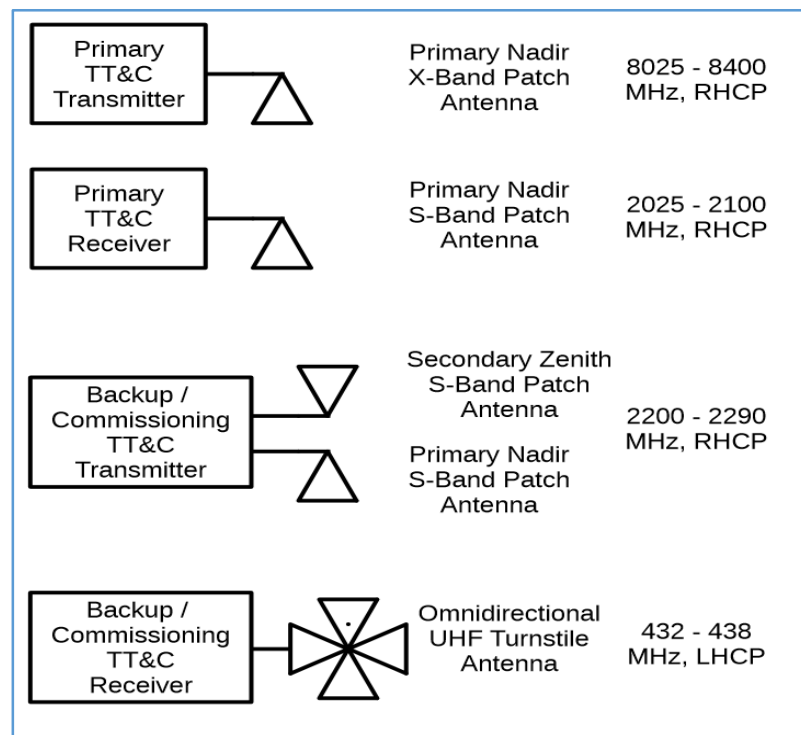 Primary
TT&C
Transmitter
Primary Nadir
X-Band Patch
Antenna
8025 - 8400
MHz, RHCP
Primary
TT&C
Receiver
Primary Nadir
S-Band Patch
Antenna
2025 - 2100
MHz, RHCP
Backup /
Commissioning
TT&C
Transmitter
Secondary Zenith
S-Band Patch
Antenna
Primary Nadir
S-Band Patch
Antenna
2200 - 2290
MHz, RHCP
Backup /
Commissioning
TT&C
Receiver
Omnidirectional
UHF Turnstile
Antenna
432 - 438
MHz, LHCP